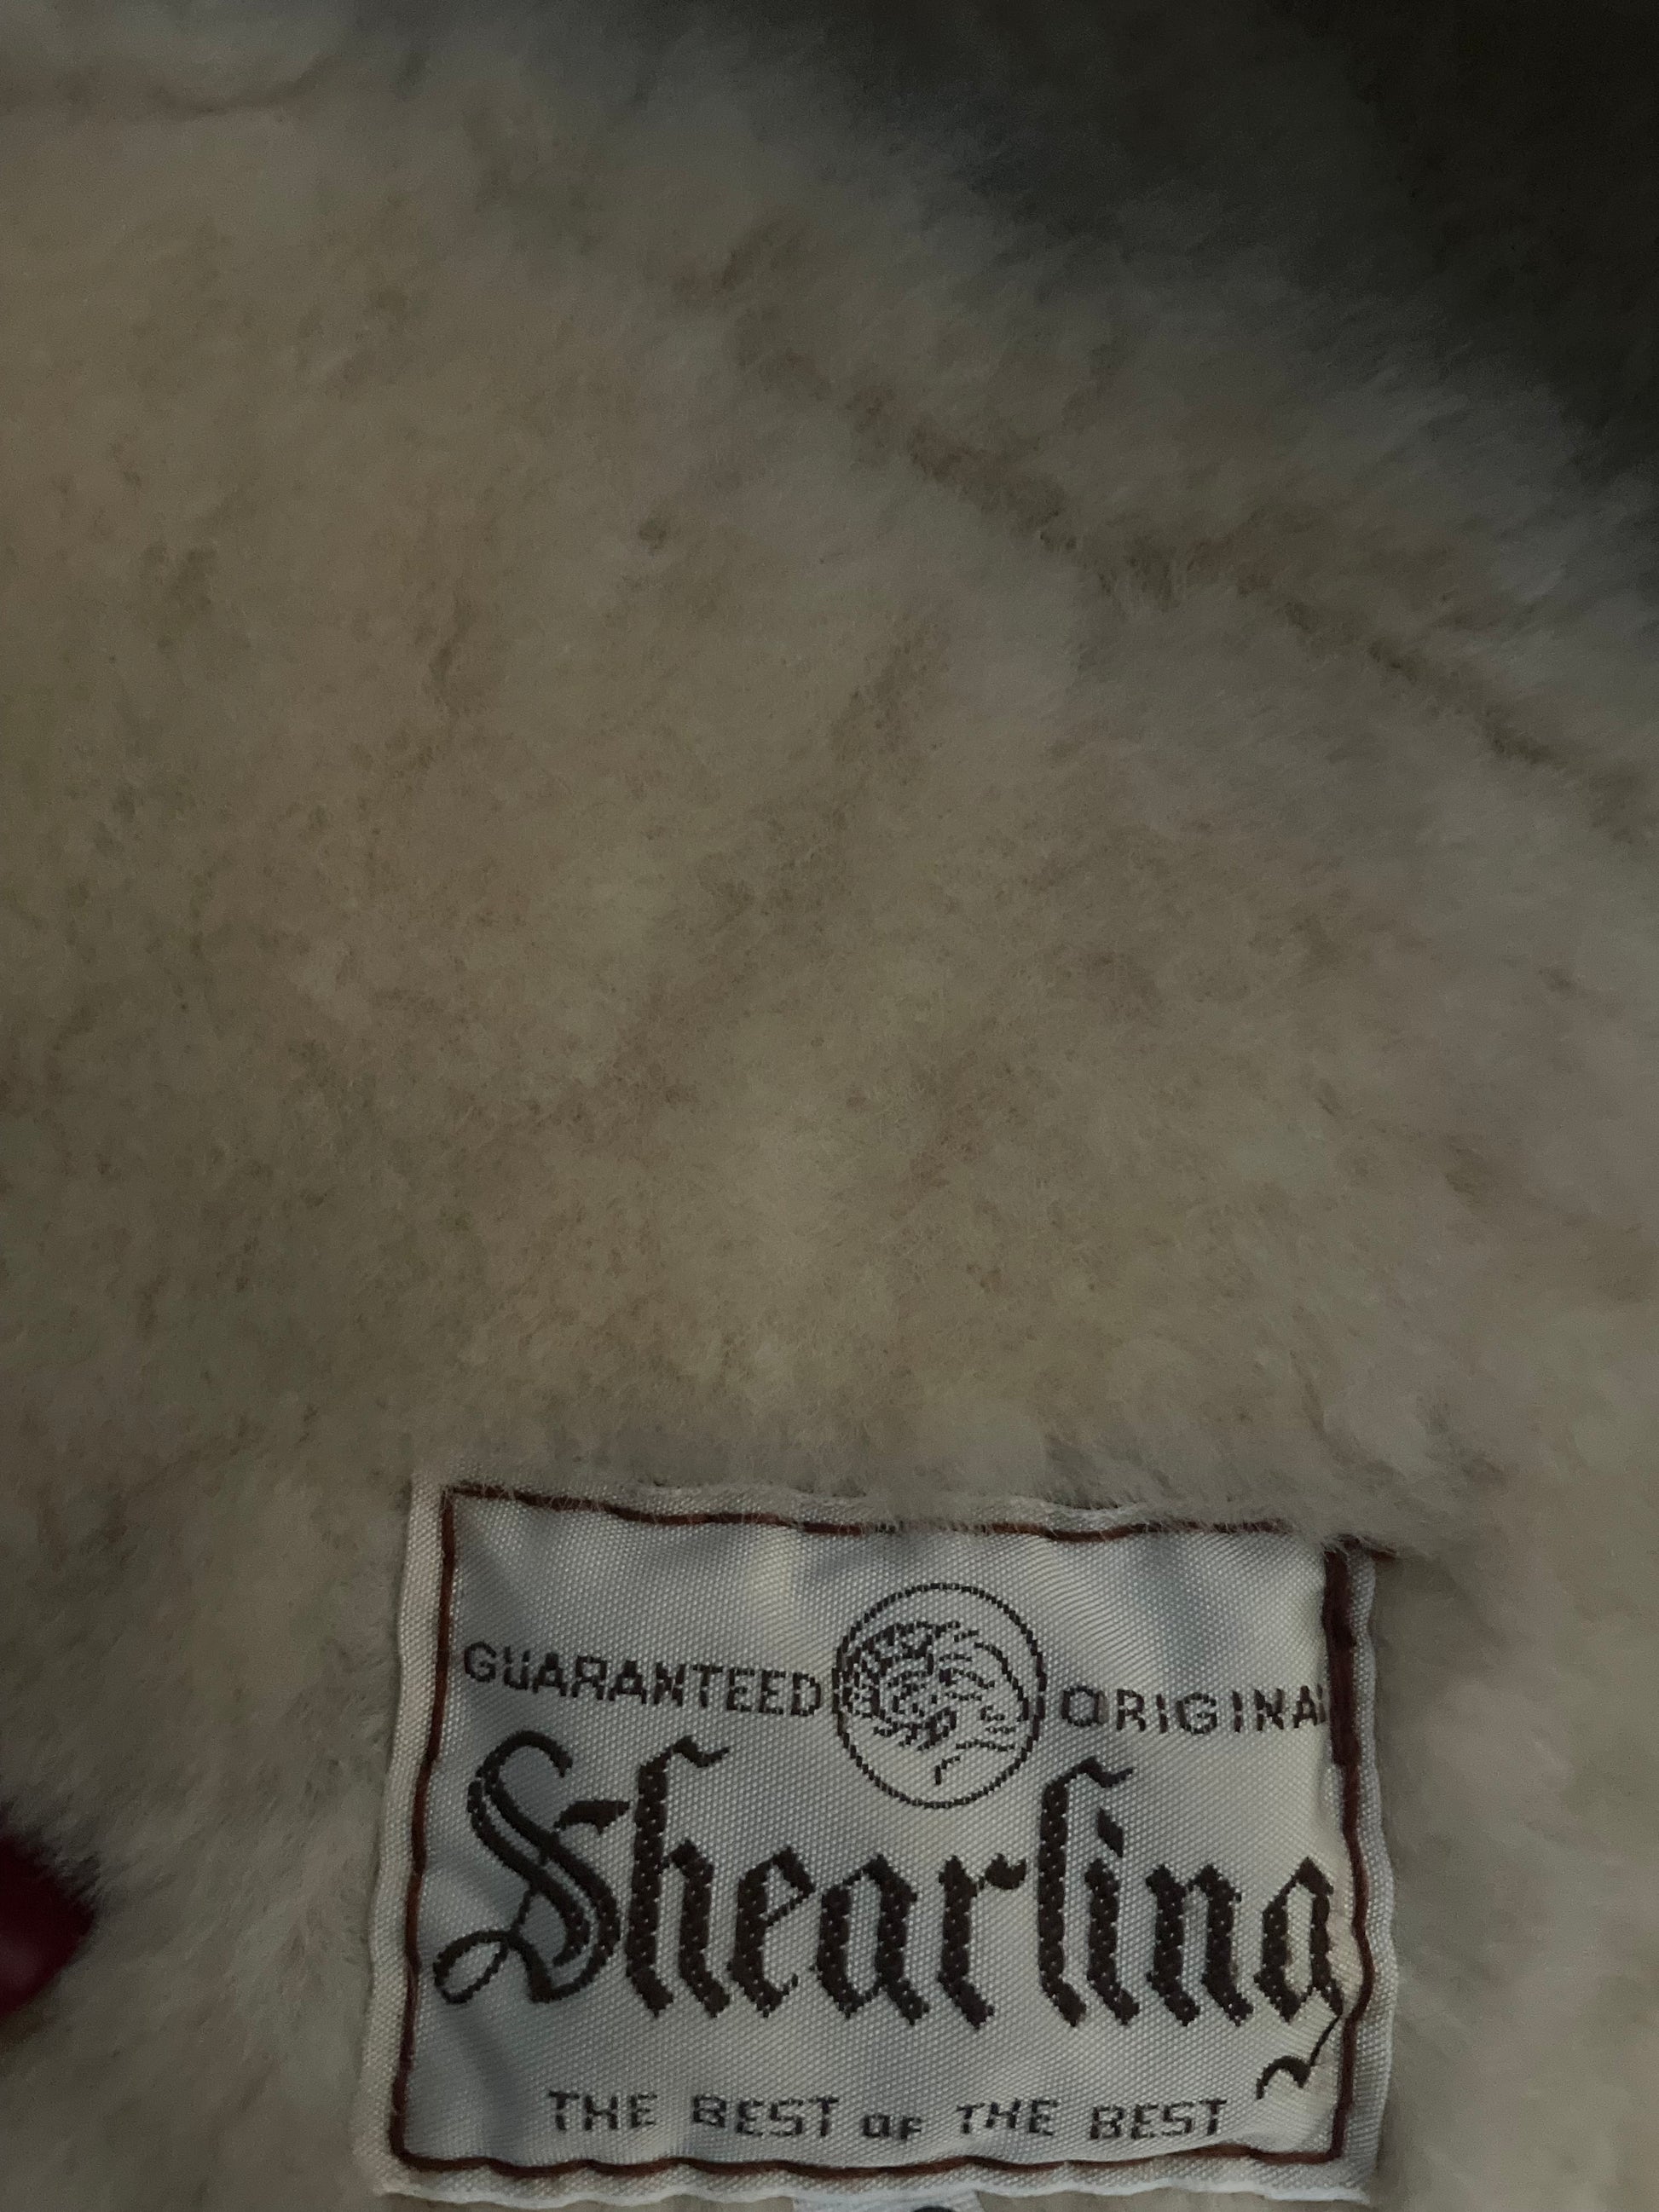 GUARANTEED ORIGINAL
Shearling
THE BEST OF THE BEST